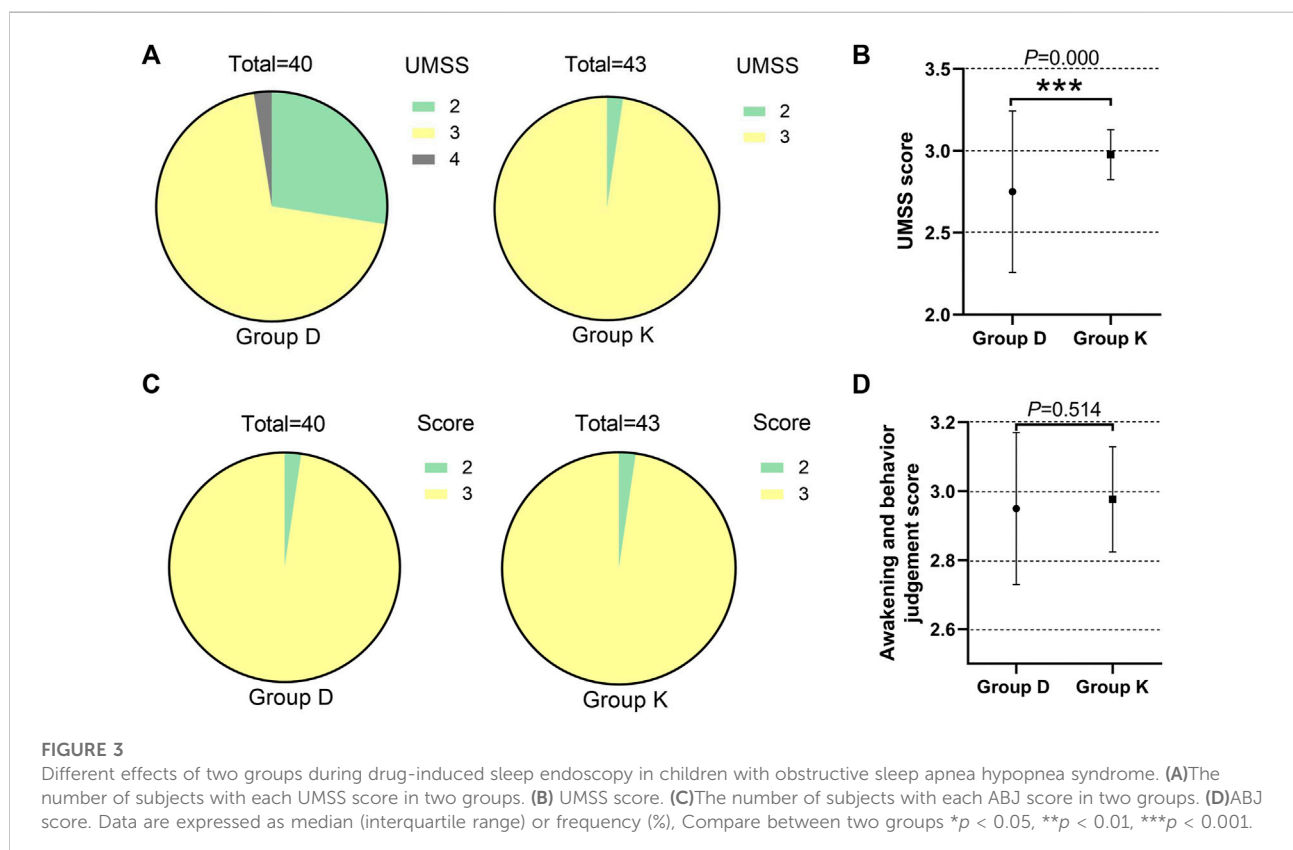 A
Total=40
UMSS
2
3
4
Group D
Total=43
UMSS
2
3
Group K
B
P=0.000
***
3.5
3.0
2.5
2.0
UMSS score
Group D Group K
C
Total=40
Score
2
3
Group D
Total=43
Score
2
3
Group K
D
P=0.514
3.2
3.0
2.8
2.6
Awakening and behavior
judgement score
Group D Group K
FIGURE 3
Different effects of two groups during drug-induced sleep endoscopy in children with obstructive sleep apnea hypopnea syndrome. (A)The
number of subjects with each UMSS score in two groups. (B) UMSS score. (C)The number of subjects with each ABJ score in two groups. (D)ABJ
score. Data are expressed as median (interquartile range) or frequency (%), Compare between two groups *p < 0.05, **p < 0.01, ***p < 0.001.